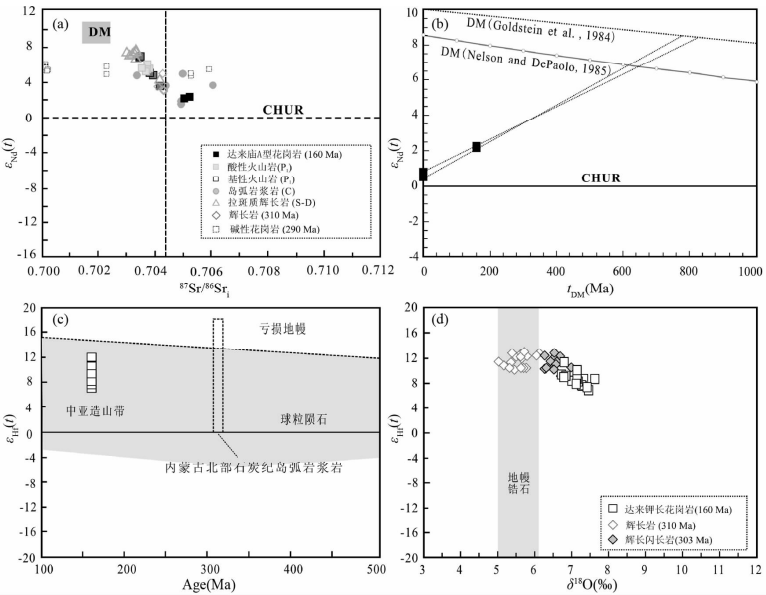 (a)
DM
CHUR
εNd(t)
16
12
8
4
0
4
8
12
-16
达来庙A型花岗岩(160 Ma)
酸性火山岩(P₁)
基性火山岩(P₁)
岛弧岩浆岩(C)
拉斑质辉长岩(S-D)
辉长岩(310 Ma)
碱性花岗岩(290 Ma)
0.700 0.702 0.704 0.706 0.708 0.710 0.712
⁸⁷Sr/⁸⁶Srᵢ
(b)
DM(Goldstein et al.,1984)
DM(Nelson and DePaolo,1985)
CHUR
εNd(t)
10
8
6
4
2
0
-2
-4
0 200 400 600 800 1000
tDM(Ma)
(c)
亏损地幔
中亚造山带
球粒陨石
内蒙古北部石炭纪岛弧岩浆岩
εHf(t)
20
16
12
8
4
0
-4
-8
-12
-16
-20
100 200 300 400 500
Age(Ma)
(d)
地幔
锆石
达来钾长花岗岩(160 Ma)
辉长岩(310 Ma)
辉长闪长岩(303 Ma)
εHf(t)
20
16
12
8
4
0
-4
-8
-12
-16
-20
3 4 5 6 7 8 9 10 11 12
δ¹⁸O(‰)